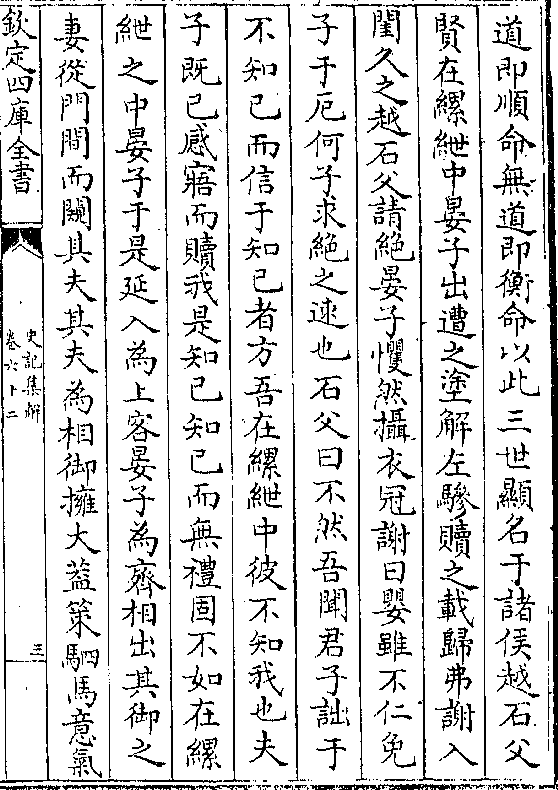 道即順命無道即衡命以此三世顯名于諸侯越石父
賢在縲紲中晏子出遭之塗解左驂贖之載歸弗謝入
閨久之越石父請絕晏子戄然攝衣冠謝曰嬰雖不仁免
子于厄何子求絕之速也石父曰不然吾聞君子詘于
不知已而信于知已者方吾在縲紲中彼不知我也夫
子既已感寤而贖我是知已知已而無禮固不如在縲
紲之中晏子于是延入為上客晏子為齊相出其御之
妻從門間而闚其夫其夫為相御擁大蓋策駟馬意氣
欽定四庫全書
史記集解
卷六十二
三